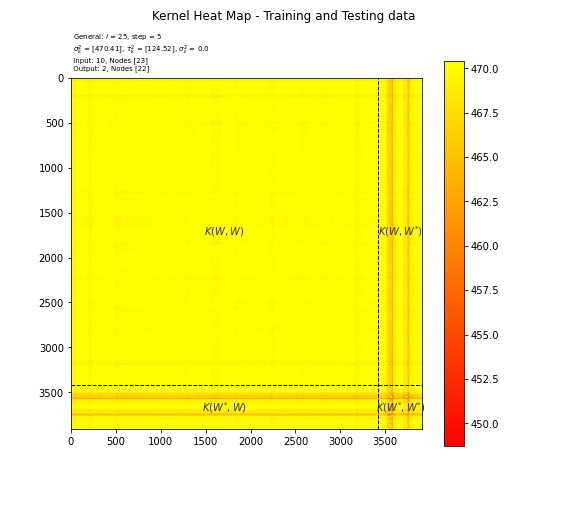 Kernel Heat Map - Training and Testing data
General: l = 25, step = 5
σ²ₖ = [470.41], τ²ₖ = [124.52], σ²ₑ = 0.0
Input: 10, Nodes [23]
Output: 2, Nodes [22]
0
500
1000
1500
2000
2500
3000
3500
K(W, W)
K(W, W*)
K(W*, W)
K(W*, W*)
0 500 1000 1500 2000 2500 3000 3500
470.0
467.5
465.0
462.5
460.0
457.5
455.0
452.5
450.0